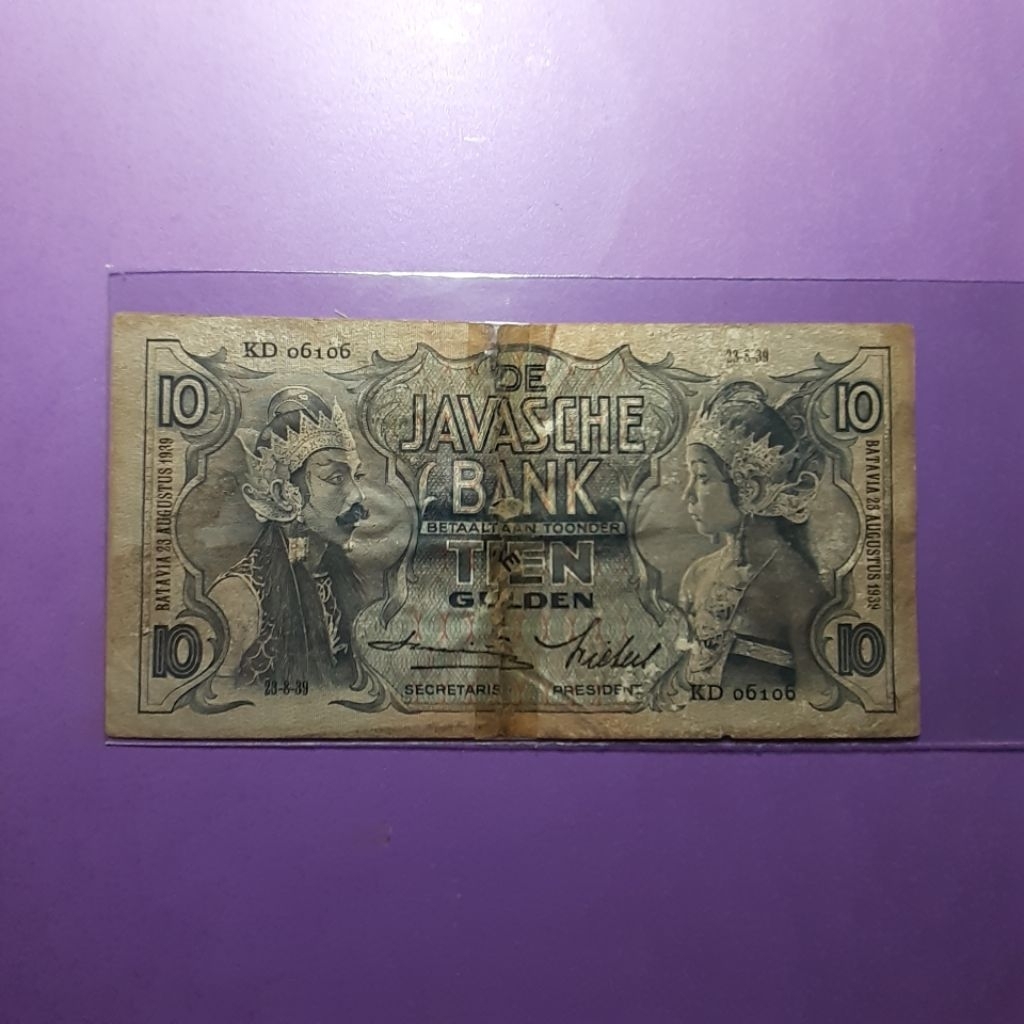 KD 06106
23-8-39
10
10
DE
JAVASCHE
BANK
BETAALT AAN TOONDER
TIEN
GULDEN
BATAVIA 23 AUGUSTUS 1939
BATAVIA 23 AUGUSTUS 1939
10
10
SECRETARIS
PRESIDENT
23-8-39
KD 06106